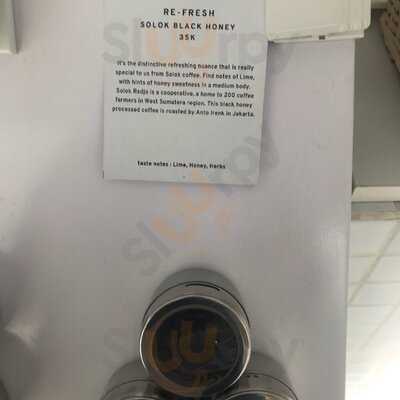 RE-FRESH
SOLOK BLACK HONEY
35K
It's the distinctive refreshing nuance that is really
special to us from Solok coffee. Find notes of Lime,
with hints of honey sweetness in a medium body.
Solok Radjo is a cooperative, a home to 200 coffee
farmers in West Sumatera region. This black honey
processed coffee is roasted by Anto Irenk in Jakarta.
taste notes : Lime, Honey, Herbs
slurrpy